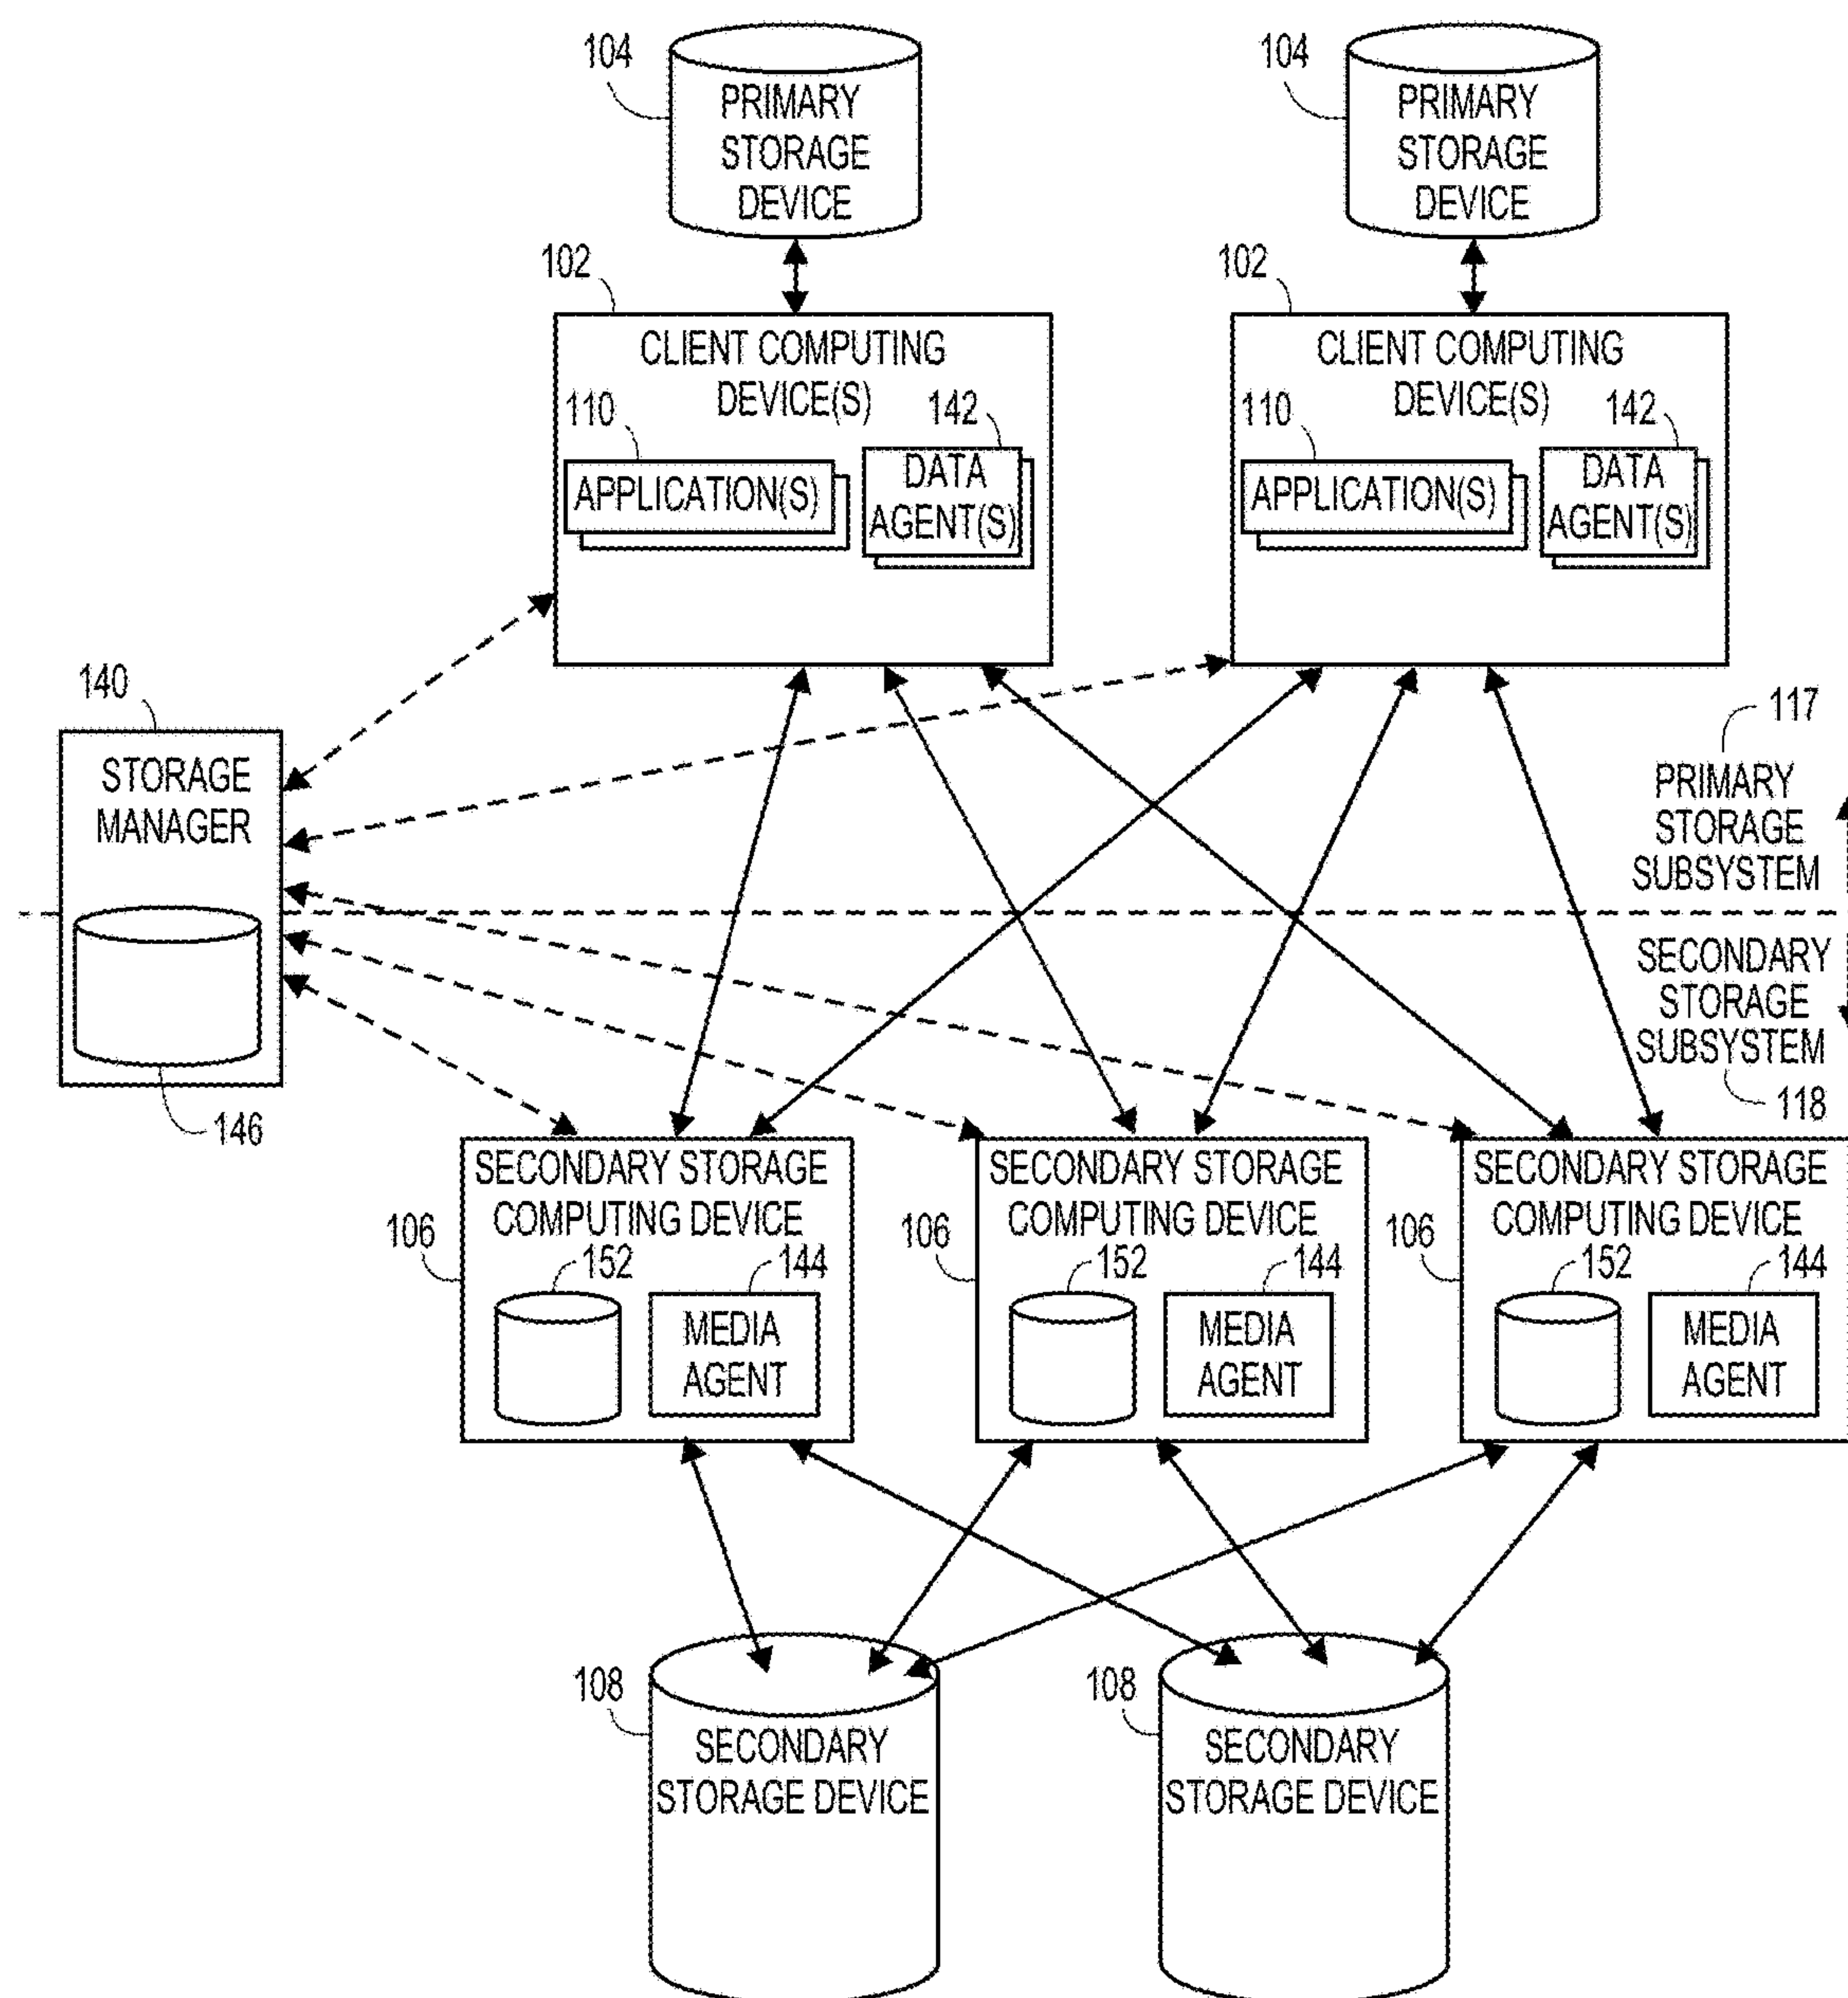 104
PRIMARY
STORAGE
DEVICE
104
PRIMARY
STORAGE
DEVICE
102
CLIENT COMPUTING
DEVICE(S)
110
142
APPLICATION(S)
DATA
AGENT(S)
102
CLIENT COMPUTING
DEVICE(S)
110
142
APPLICATION(S)
DATA
AGENT(S)
140
STORAGE
MANAGER
146
117
PRIMARY
STORAGE
SUBSYSTEM
SECONDARY
STORAGE
SUBSYSTEM
118
106
SECONDARY STORAGE
COMPUTING DEVICE
152
144
MEDIA
AGENT
106
SECONDARY STORAGE
COMPUTING DEVICE
152
144
MEDIA
AGENT
106
SECONDARY STORAGE
COMPUTING DEVICE
152
144
MEDIA
AGENT
108
SECONDARY
STORAGE DEVICE
108
SECONDARY
STORAGE DEVICE